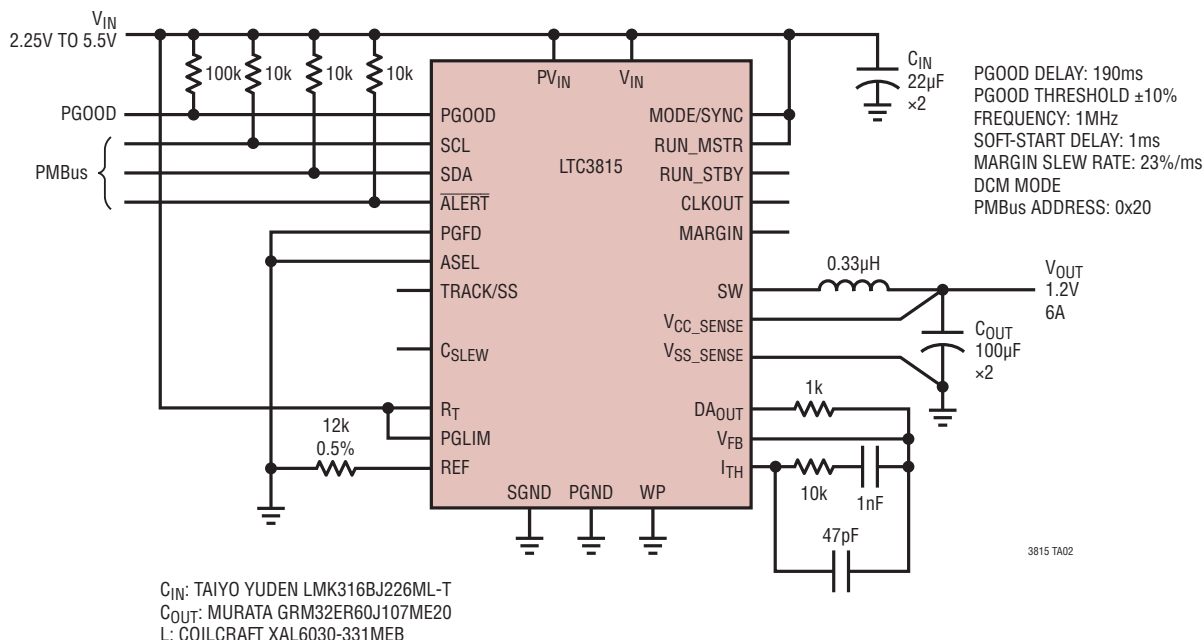 VIN
2.25V TO 5.5V
100k
10k
10k
10k
PVIN
VIN
CIN
22µF
×2
PGOOD DELAY: 190ms
PGOOD THRESHOLD ±10%
FREQUENCY: 1MHz
SOFT-START DELAY: 1ms
MARGIN SLEW RATE: 23%/ms
DCM MODE
PMBus ADDRESS: 0x20
PGOOD
PMBus
PGOOD
SCL
SDA
ALERT
PGFD
ASEL
TRACK/SS
CSLEW
RT
PGLIM
REF
LTC3815
MODE/SYNC
RUN_MSTR
RUN_STBY
CLKOUT
MARGIN
SW
VCC_SENSE
VSS_SENSE
DAOUT
VFB
ITH
SGND
PGND
WP
0.33µH
VOUT
1.2V
6A
COUT
100µF
×2
1k
10k
1nF
47pF
12k
0.5%
3815 TA02
CIN: TAIYO YUDEN LMK316BJ226ML-T
COUT: MURATA GRM32ER60J107ME20
L: COILCRAFT XAL6030-331MEB